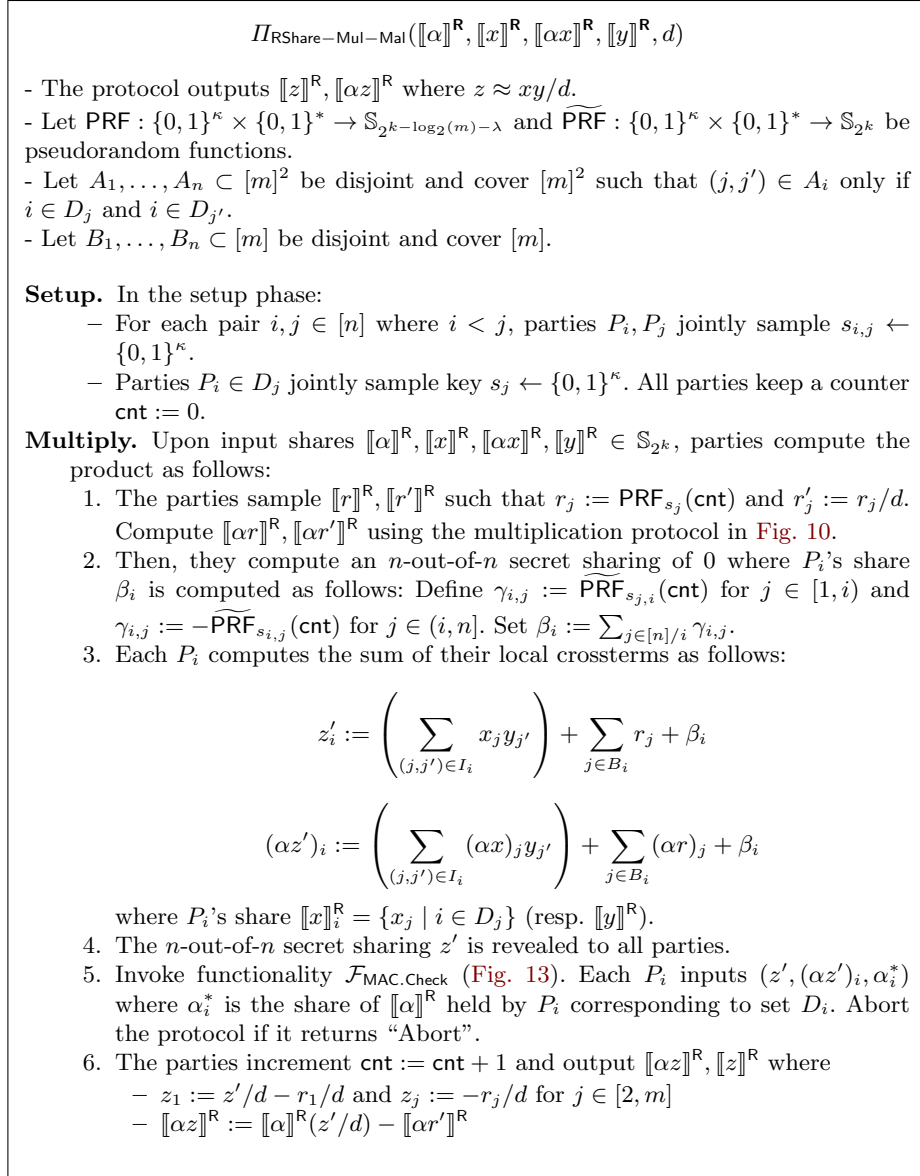 Π_RShare−Mul−Mal(⟦α⟧^R, ⟦x⟧^R, ⟦αx⟧^R, ⟦y⟧^R, d)
- The protocol outputs ⟦z⟧^R, ⟦αz⟧^R where z ≈ xy/d.
- Let PRF : {0, 1}^κ × {0, 1}^* → 𝕊_{2^{k−log_2(m)−λ}} and \widetilde{PRF} : {0, 1}^κ × {0, 1}^* → 𝕊_{2^k} be
pseudorandom functions.
- Let A_1, . . . , A_n ⊂ [m]^2 be disjoint and cover [m]^2 such that (j, j′) ∈ A_i only if
i ∈ D_j and i ∈ D_{j′}.
- Let B_1, . . . , B_n ⊂ [m] be disjoint and cover [m].
Setup. In the setup phase:
– For each pair i, j ∈ [n] where i < j, parties P_i, P_j jointly sample s_{i,j} ←
{0, 1}^κ.
– Parties P_i ∈ D_j jointly sample key s_j ← {0, 1}^κ. All parties keep a counter
cnt := 0.
Multiply. Upon input shares ⟦α⟧^R, ⟦x⟧^R, ⟦αx⟧^R, ⟦y⟧^R ∈ 𝕊_{2^k}, parties compute the
product as follows:
1. The parties sample ⟦r⟧^R, ⟦r′⟧^R such that r_j := PRF_{s_j}(cnt) and r′_j := r_j/d.
Compute ⟦αr⟧^R, ⟦αr′⟧^R using the multiplication protocol in Fig. 10.
2. Then, they compute an n-out-of-n secret sharing of 0 where P_i's share
β_i is computed as follows: Define γ_{i,j} := \widetilde{PRF}_{s_{j,i}}(cnt) for j ∈ [1, i) and
γ_{i,j} := −\widetilde{PRF}_{s_{i,j}}(cnt) for j ∈ (i, n]. Set β_i := ∑_{j∈[n]/i} γ_{i,j}.
3. Each P_i computes the sum of their local crossterms as follows:
z′_i := ( ∑_{(j,j′)∈I_i} x_j y_{j′} ) + ∑_{j∈B_i} r_j + β_i
(αz′)_i := ( ∑_{(j,j′)∈I_i} (αx)_j y_{j′} ) + ∑_{j∈B_i} (αr)_j + β_i
where P_i's share ⟦x⟧^R_i = {x_j | i ∈ D_j} (resp. ⟦y⟧^R).
4. The n-out-of-n secret sharing z′ is revealed to all parties.
5. Invoke functionality ℱ_MAC.Check (Fig. 13). Each P_i inputs (z′, (αz′)_i, α^*_i)
where α^*_i is the share of ⟦α⟧^R held by P_i corresponding to set D_i. Abort
the protocol if it returns “Abort”.
6. The parties increment cnt := cnt + 1 and output ⟦αz⟧^R, ⟦z⟧^R where
– z_1 := z′/d − r_1/d and z_j := −r_j/d for j ∈ [2, m]
– ⟦αz⟧^R := ⟦α⟧^R(z′/d) − ⟦αr′⟧^R